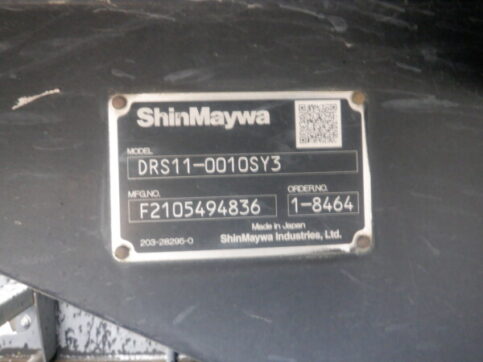 ShinMaywa
MODEL
DRS11-0010SY3
MFG.NO. ORDER.NO.
F2105494836 1-8464
Made in Japan
203-28295-0 ShinMaywa Industries, Ltd.